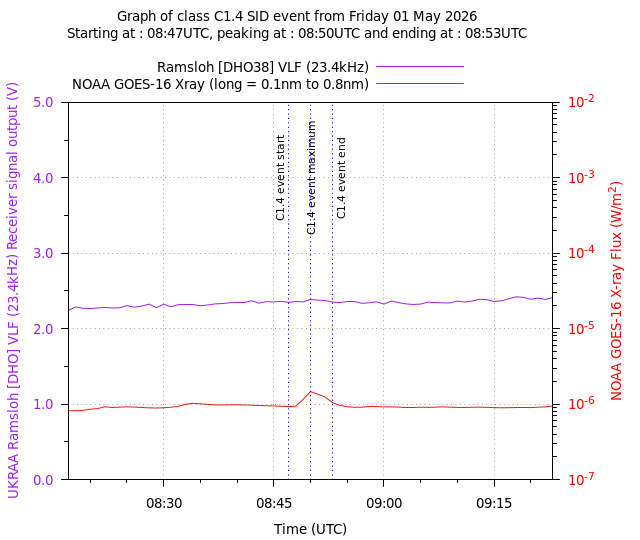 Graph of class C1.4 SID event from Friday 01 May 2026
Starting at : 08:47UTC, peaking at : 08:50UTC and ending at : 08:53UTC
Ramsloh [DHO38] VLF (23.4kHz)
NOAA GOES-16 Xray (long = 0.1nm to 0.8nm)
UKRAA Ramsloh [DHO] VLF (23.4kHz) Receiver signal output (V)
5.0
4.0
3.0
2.0
1.0
0.0
C1.4 event start
C1.4 event maximum
C1.4 event end
10-2
10-3
10-4
10-5
10-6
10-7
NOAA GOES-16 X-ray Flux (W/m2)
08:30
08:45
09:00
09:15
Time (UTC)